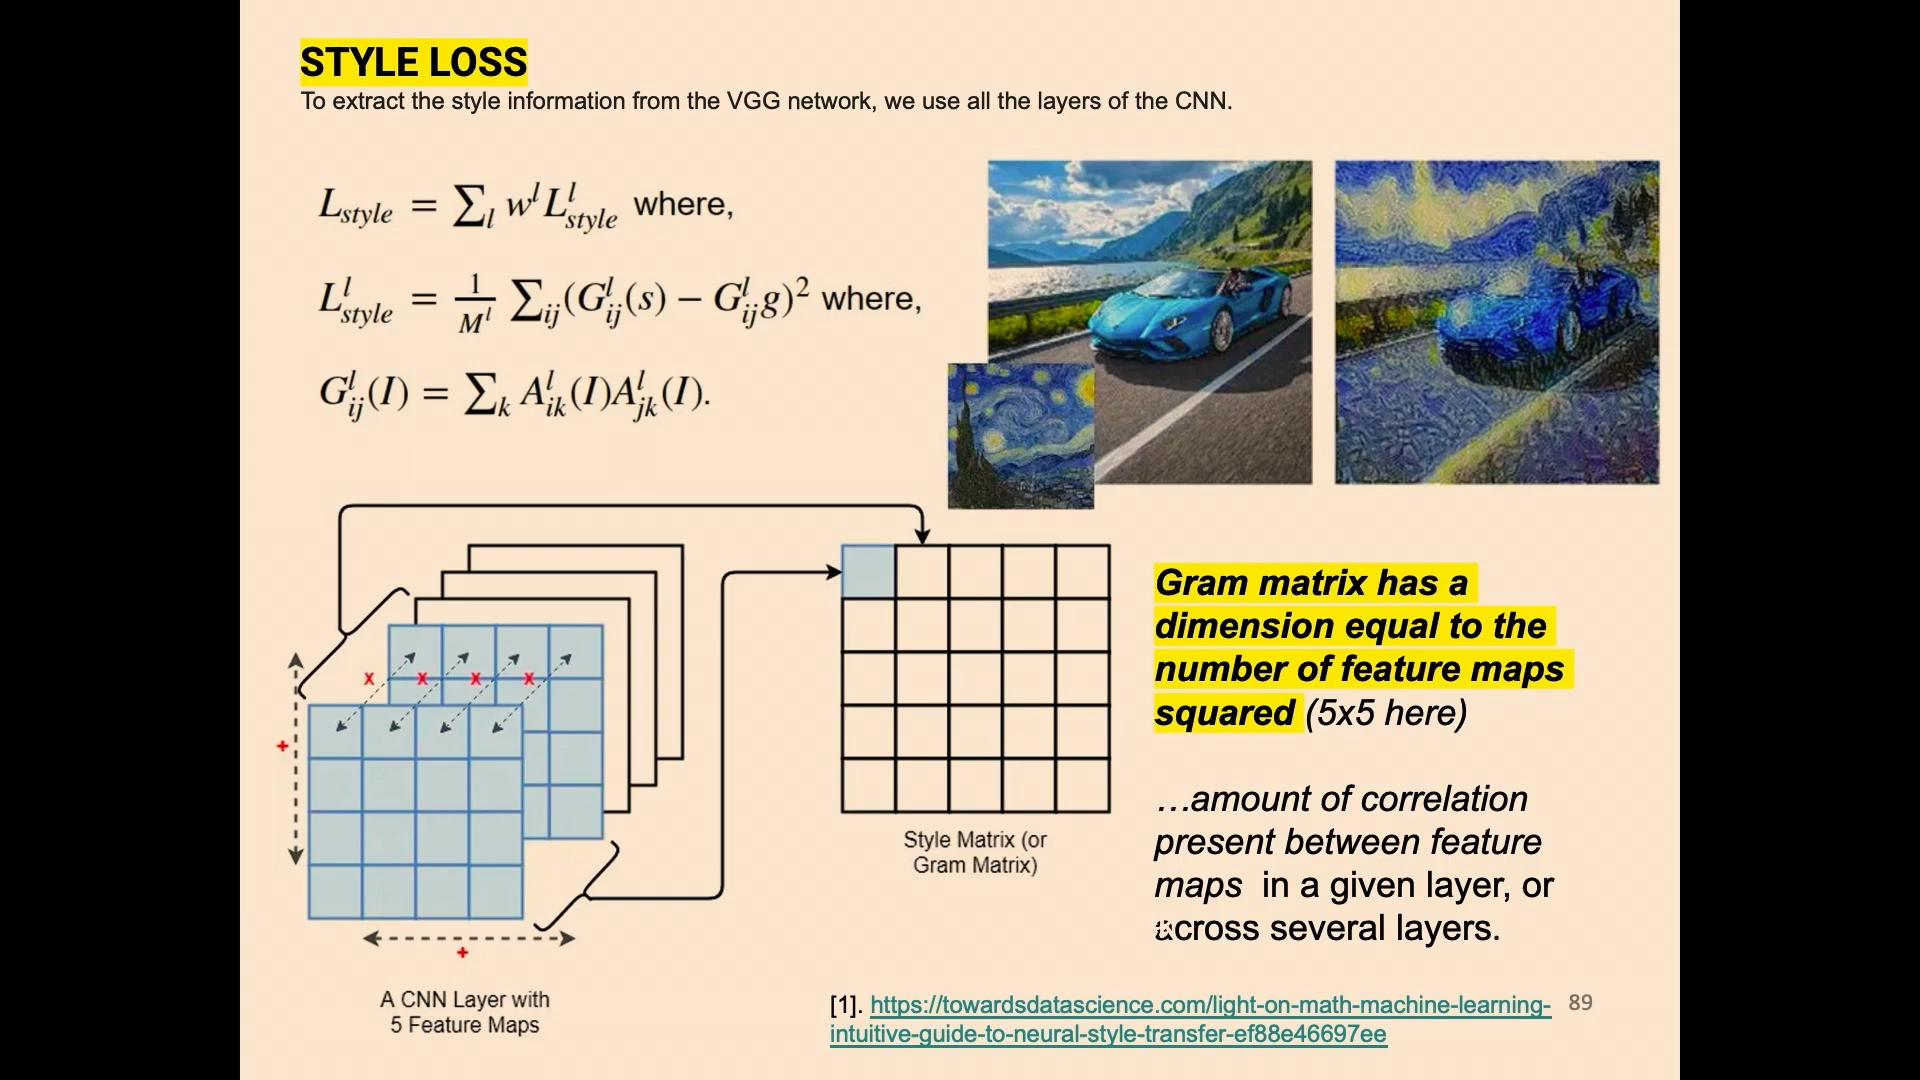 STYLE LOSS
To extract the style information from the VGG network, we use all the layers of the CNN.
L_style = ∑_l w^l L^l_style where,
L^l_style = 1/M^l ∑_ij (G^l_ij(s) − G^l_ij g)^2 where,
G^l_ij(I) = ∑_k A^l_ik(I)A^l_jk(I).
x x x x
+
+
A CNN Layer with
5 Feature Maps
Style Matrix (or
Gram Matrix)
Gram matrix has a
dimension equal to the
number of feature maps
squared (5x5 here)
…amount of correlation
present between feature
maps in a given layer, or
across several layers.
[1]. https://towardsdatascience.com/light-on-math-machine-learning-
intuitive-guide-to-neural-style-transfer-ef88e46697ee
89